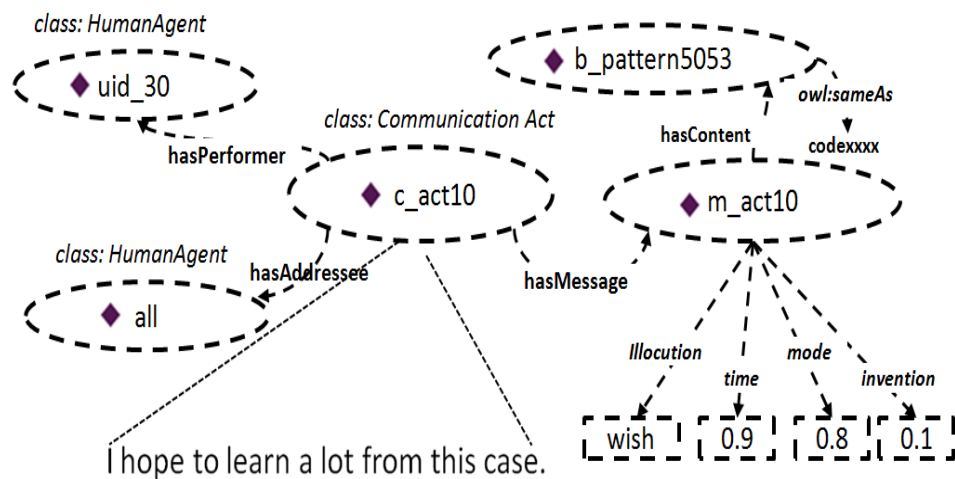 class: HumanAgent
uid_30
b_pattern5053
owl:sameAs
codexxxx
class: Communication Act
hasPerformer
hasContent
c_act10
m_act10
class: HumanAgent
hasAddressee
hasMessage
all
Illocution
time
mode
invention
wish
0.9
0.8
0.1
I hope to learn a lot from this case.